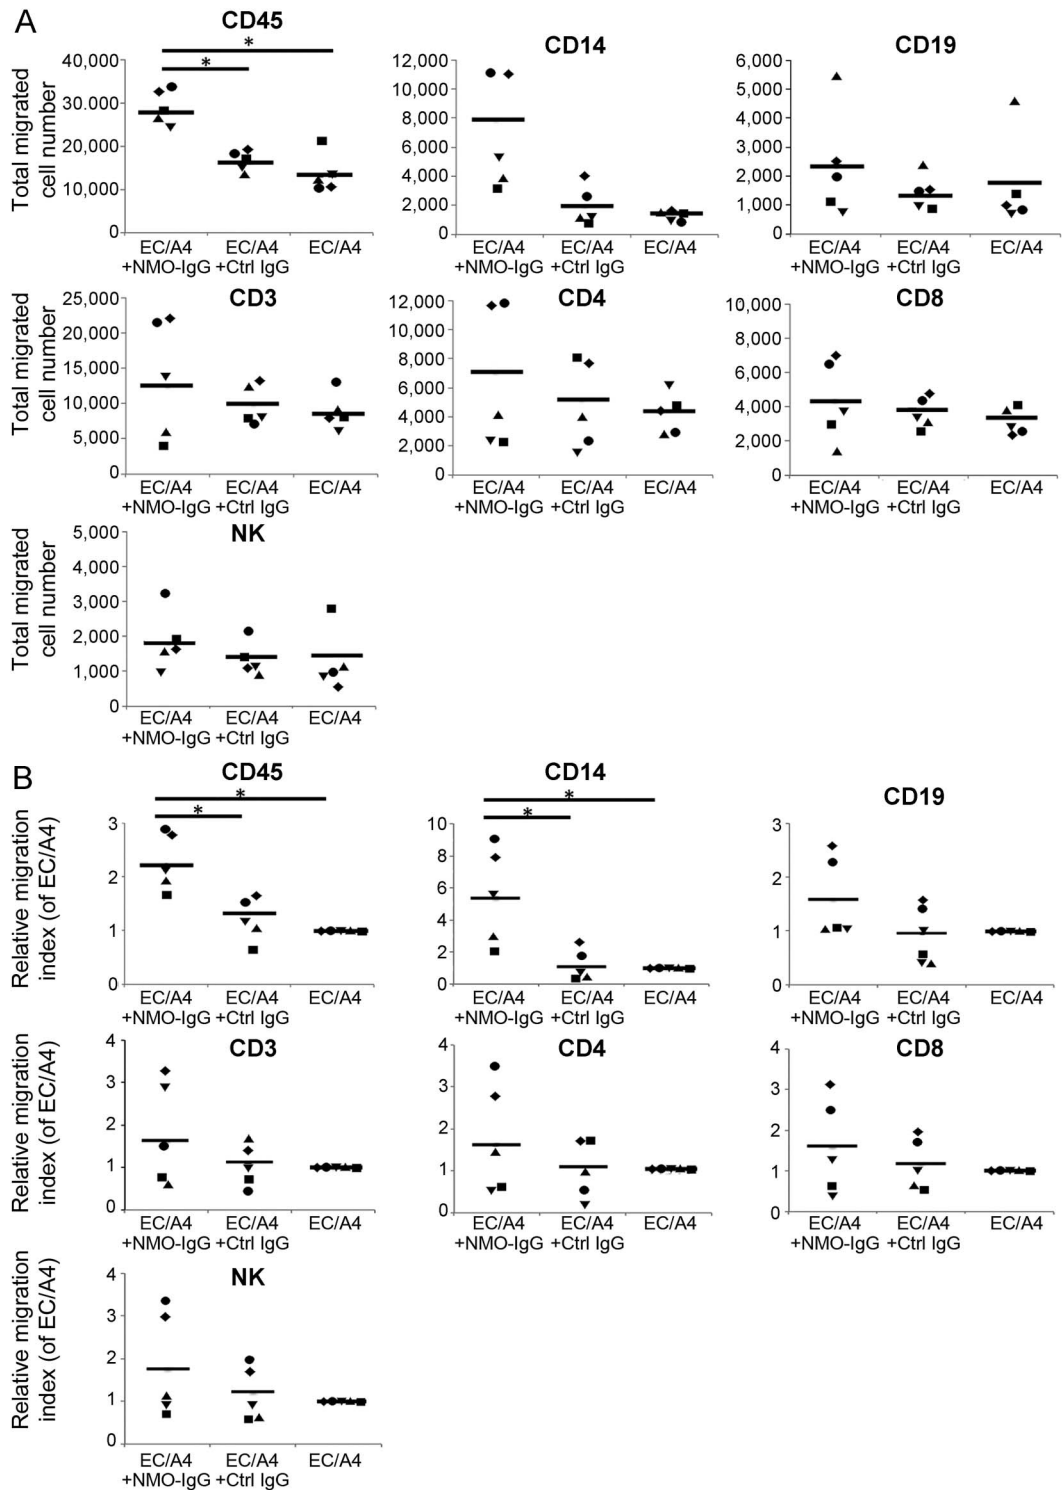 A
CD45
CD14
CD19
*
*
Total migrated
cell number
40,000
30.000
20,000
10,000
0
EC/A4
+NMO-IgG
EC/A4
+Ctrl IgG
EC/A4
12,000
10,000
8,000
6,000
4,000
2,000
0
EC/A4
+NMO-IgG
EC/A4
+Ctrl IgG
EC/A4
6,000
5,000
4,000
3,000
2,000
1,000
0
EC/A4
+NMO-IgG
EC/A4
+Ctrl IgG
EC/A4
CD3
CD4
CD8
Total migrated
cell number
25,000
20,000
15,000
10,000
5,000
0
EC/A4
+NMO-IgG
EC/A4
+Ctrl IgG
EC/A4
12,000
10,000
8,000
6,000
4,000
2,000
0
EC/A4
+NMO-IgG
EC/A4
+Ctrl IgG
EC/A4
10,000
8,000
6,000
4,000
2,000
0
EC/A4
+NMO-IgG
EC/A4
+Ctrl IgG
EC/A4
NK
Total migrated
cell number
5,000
4,000
3,000
2,000
1,000
0
EC/A4
+NMO-IgG
EC/A4
+Ctrl IgG
EC/A4
B
CD45
CD14
CD19
*
*
*
*
Relative migration
index (of EC/A4)
3
2
1
0
EC/A4
+NMO-IgG
EC/A4
+Ctrl IgG
EC/A4
10
8
6
4
2
0
EC/A4
+NMO-IgG
EC/A4
+Ctrl IgG
EC/A4
3
2
1
0
EC/A4
+NMO-IgG
EC/A4
+Ctrl IgG
EC/A4
CD3
CD4
CD8
Relative migration
index (of EC/A4)
4
3
2
1
0
EC/A4
+NMO-IgG
EC/A4
+Ctrl IgG
EC/A4
4
3
2
1
0
EC/A4
+NMO-IgG
EC/A4
+Ctrl IgG
EC/A4
4
3
2
1
0
EC/A4
+NMO-IgG
EC/A4
+Ctrl IgG
EC/A4
NK
Relative migration
index (of EC/A4)
4
3
2
1
0
EC/A4
+NMO-IgG
EC/A4
+Ctrl IgG
EC/A4